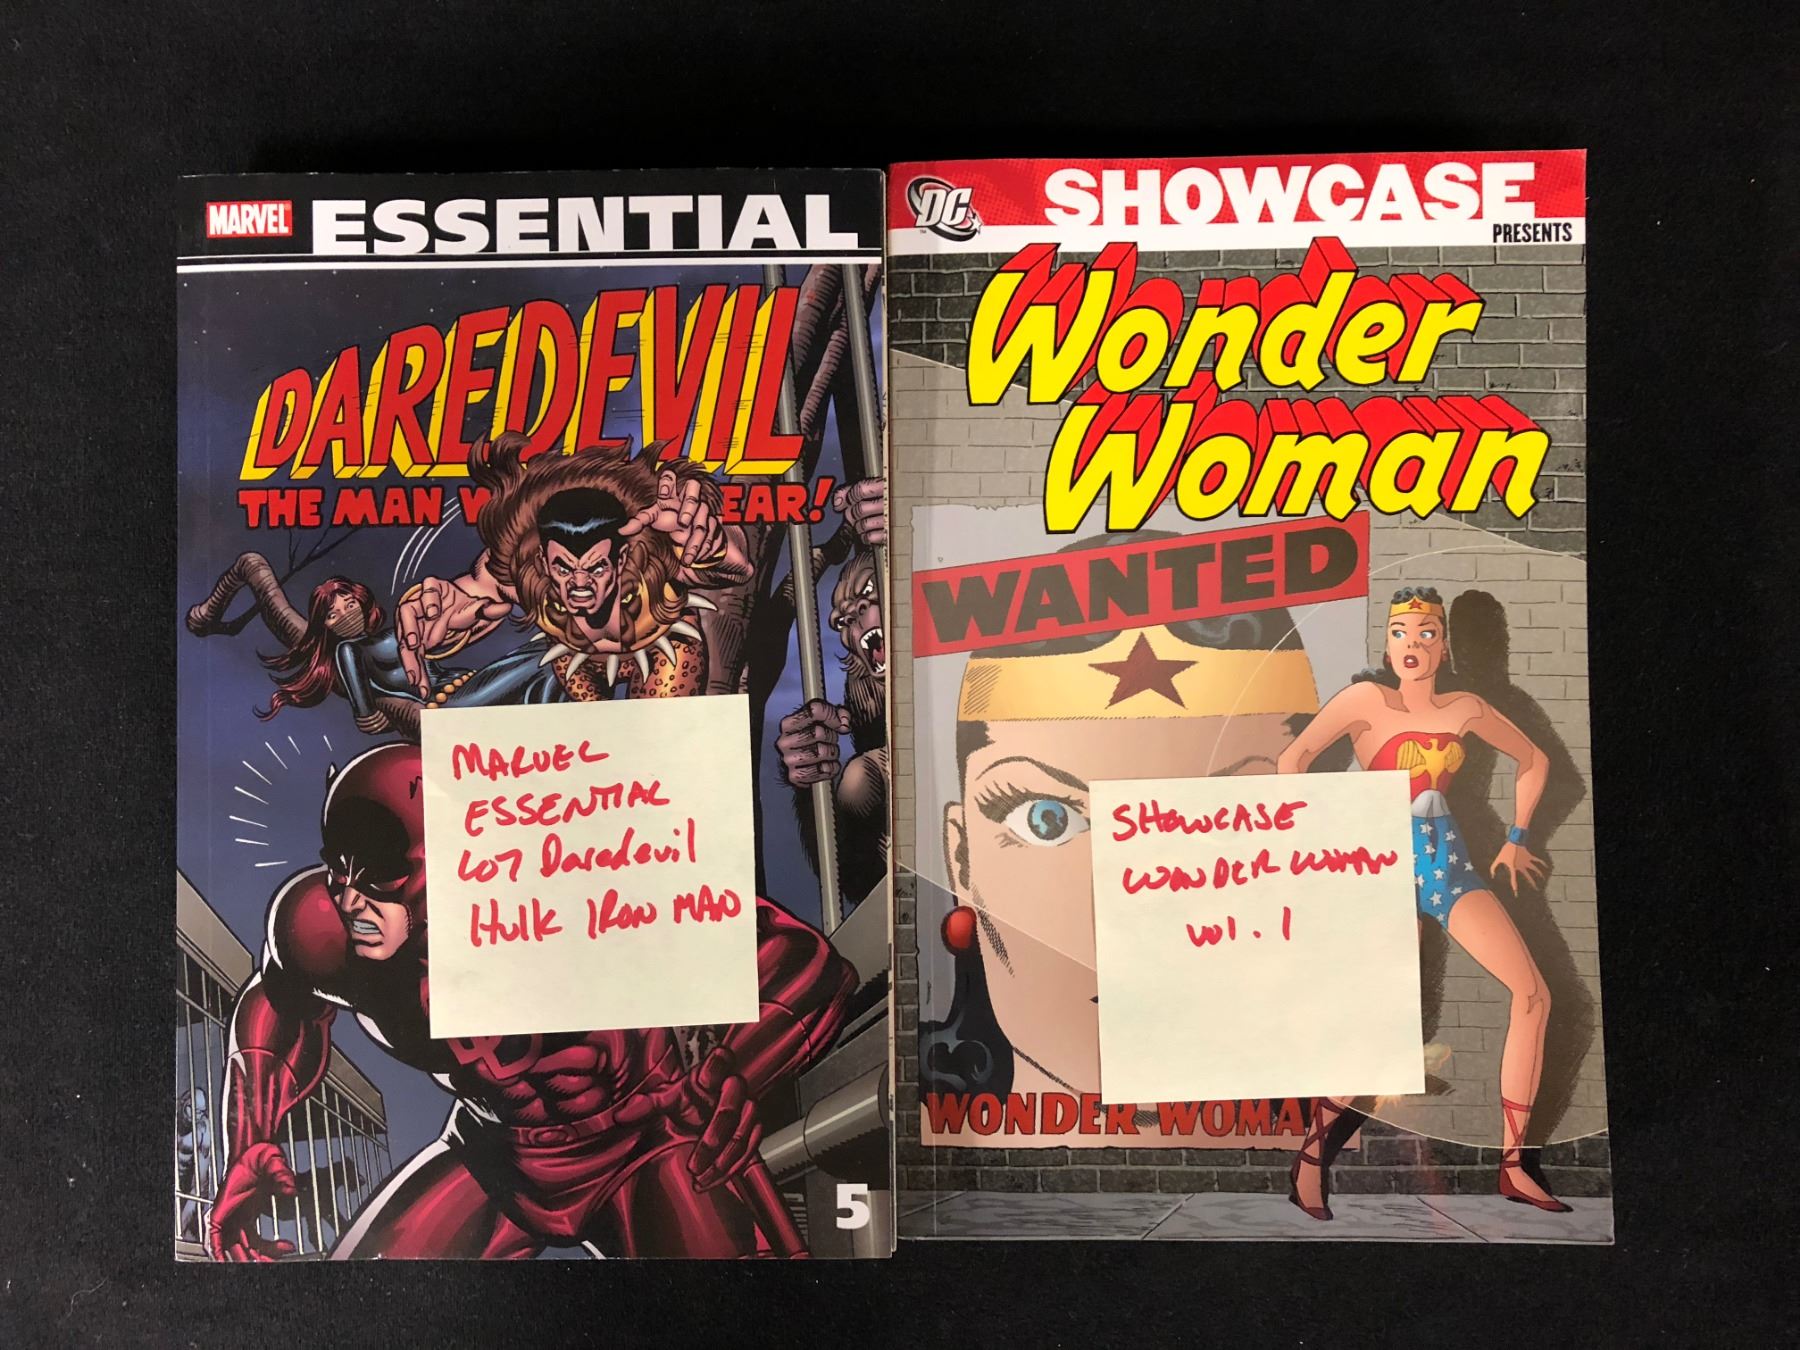 MARVEL ESSENTIAL
DAREDEVIL
THE MAN W EAR!
MARVEL
ESSENTIAL
LOT Daredevil
Hulk IRON MAN
5
DC
SHOWCASE
PRESENTS
Wonder
Woman
WANTED
SHOWCASE
WONDER WOMAN
vol. 1
WONDER WOMA